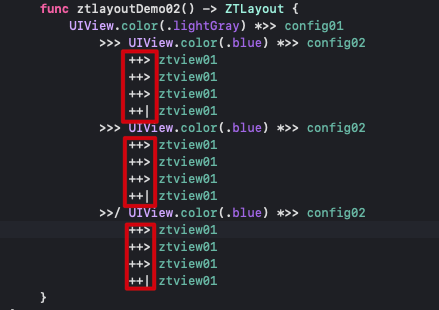 func ztlayoutDemo02() -> ZTLayout {
UIView.color(.lightGray) *>> config01
>>> UIView.color(.blue) *>> config02
++> ztview01
++> ztview01
++> ztview01
++| ztview01
>>> UIView.color(.blue) *>> config02
++> ztview01
++> ztview01
++> ztview01
++| ztview01
>>/ UIView.color(.blue) *>> config02
++> ztview01
++> ztview01
++> ztview01
++| ztview01
}